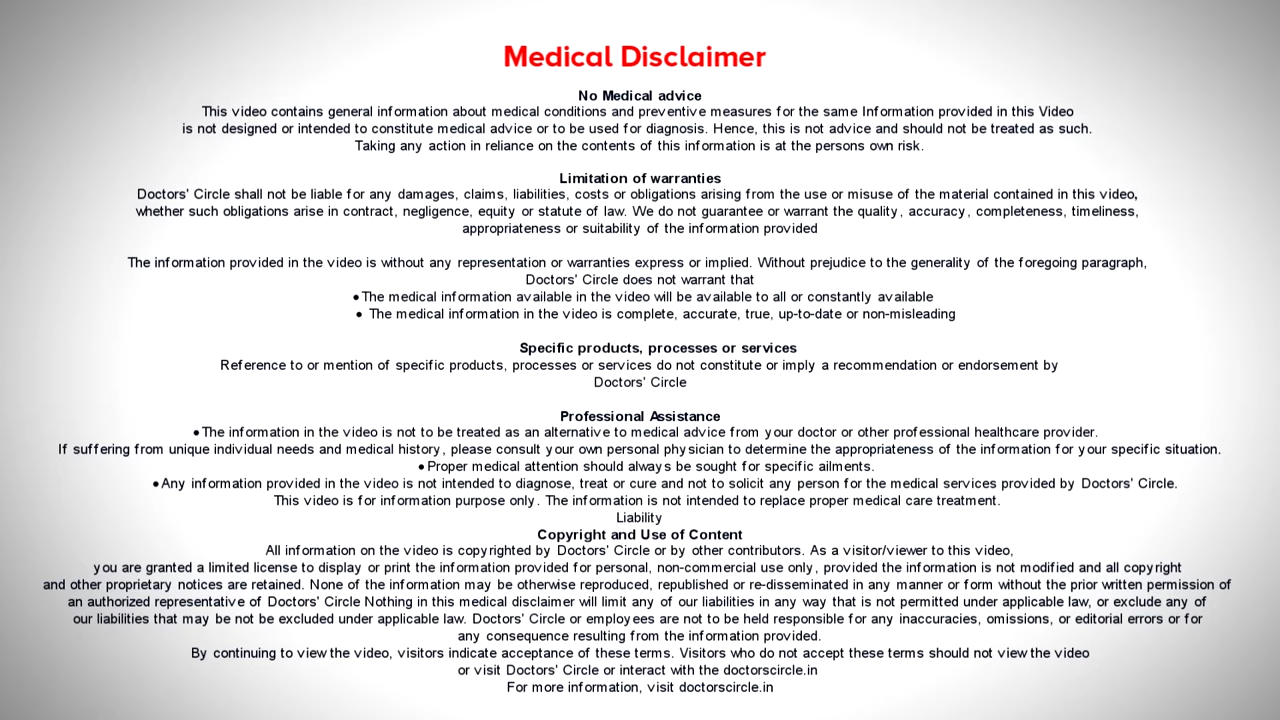 Medical Disclaimer
No Medical advice
This video contains general information about medical conditions and preventive measures for the same Information provided in this Video
is not designed or intended to constitute medical advice or to be used for diagnosis. Hence, this is not advice and should not be treated as such.
Taking any action in reliance on the contents of this information is at the persons own risk.
Limitation of warranties
Doctors' Circle shall not be liable for any damages, claims, liabilities, costs or obligations arising from the use or misuse of the material contained in this video,
whether such obligations arise in contract, negligence, equity or statute of law. We do not guarantee or warrant the quality, accuracy, completeness, timeliness,
appropriateness or suitability of the information provided
The information provided in the video is without any representation or warranties express or implied. Without prejudice to the generality of the foregoing paragraph,
Doctors' Circle does not warrant that
• The medical information available in the video will be available to all or constantly available
• The medical information in the video is complete, accurate, true, up-to-date or non-misleading
Specific products, processes or services
Reference to or mention of specific products, processes or services do not constitute or imply a recommendation or endorsement by
Doctors' Circle
Professional Assistance
• The information in the video is not to be treated as an alternative to medical advice from your doctor or other professional healthcare provider.
If suffering from unique individual needs and medical history, please consult your own personal physician to determine the appropriateness of the information for your specific situation.
• Proper medical attention should always be sought for specific ailments.
• Any information provided in the video is not intended to diagnose, treat or cure and not to solicit any person for the medical services provided by Doctors' Circle.
This video is for information purpose only. The information is not intended to replace proper medical care treatment.
Liability
Copyright and Use of Content
All information on the video is copyrighted by Doctors' Circle or by other contributors. As a visitor/viewer to this video,
you are granted a limited license to display or print the information provided for personal, non-commercial use only, provided the information is not modified and all copyright
and other proprietary notices are retained. None of the information may be otherwise reproduced, republished or re-disseminated in any manner or form without the prior written permission of
an authorized representative of Doctors' Circle Nothing in this medical disclaimer will limit any of our liabilities in any way that is not permitted under applicable law, or exclude any of
our liabilities that may be not be excluded under applicable law. Doctors' Circle or employees are not to be held responsible for any inaccuracies, omissions, or editorial errors or for
any consequence resulting from the information provided.
By continuing to view the video, visitors indicate acceptance of these terms. Visitors who do not accept these terms should not view the video
or visit Doctors' Circle or interact with the doctorscircle.in
For more information, visit doctorscircle.in